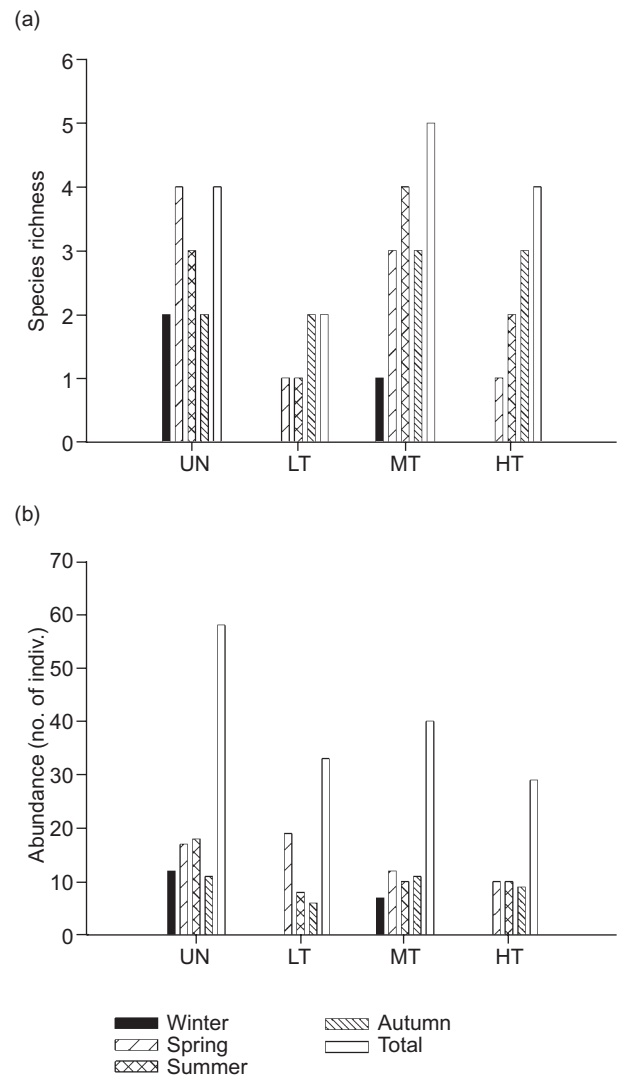 (a)
Species richness
6
5
4
3
2
1
0
UN LT MT HT
(b)
Abundance (no. of indiv.)
70
60
50
40
30
20
10
0
UN LT MT HT
Winter Autumn
Spring Total
Summer